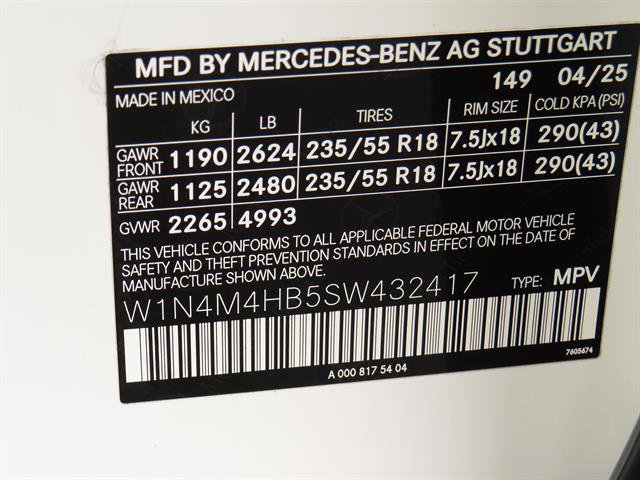 MFD BY MERCEDES-BENZ AG STUTTGART
149 04/25
MADE IN MEXICO
KG LB TIRES RIM SIZE COLD KPA (PSI)
GAWR FRONT 1190 2624 235/55 R18 7.5Jx18 290(43)
GAWR REAR 1125 2480 235/55 R18 7.5Jx18 290(43)
GVWR 2265 4993
THIS VEHICLE CONFORMS TO ALL APPLICABLE FEDERAL MOTOR VEHICLE
SAFETY AND THEFT PREVENTION STANDARDS IN EFFECT ON THE DATE OF
MANUFACTURE SHOWN ABOVE.
W1N4M4HB5SW432417 TYPE: MPV
7605674
A 000 817 54 04